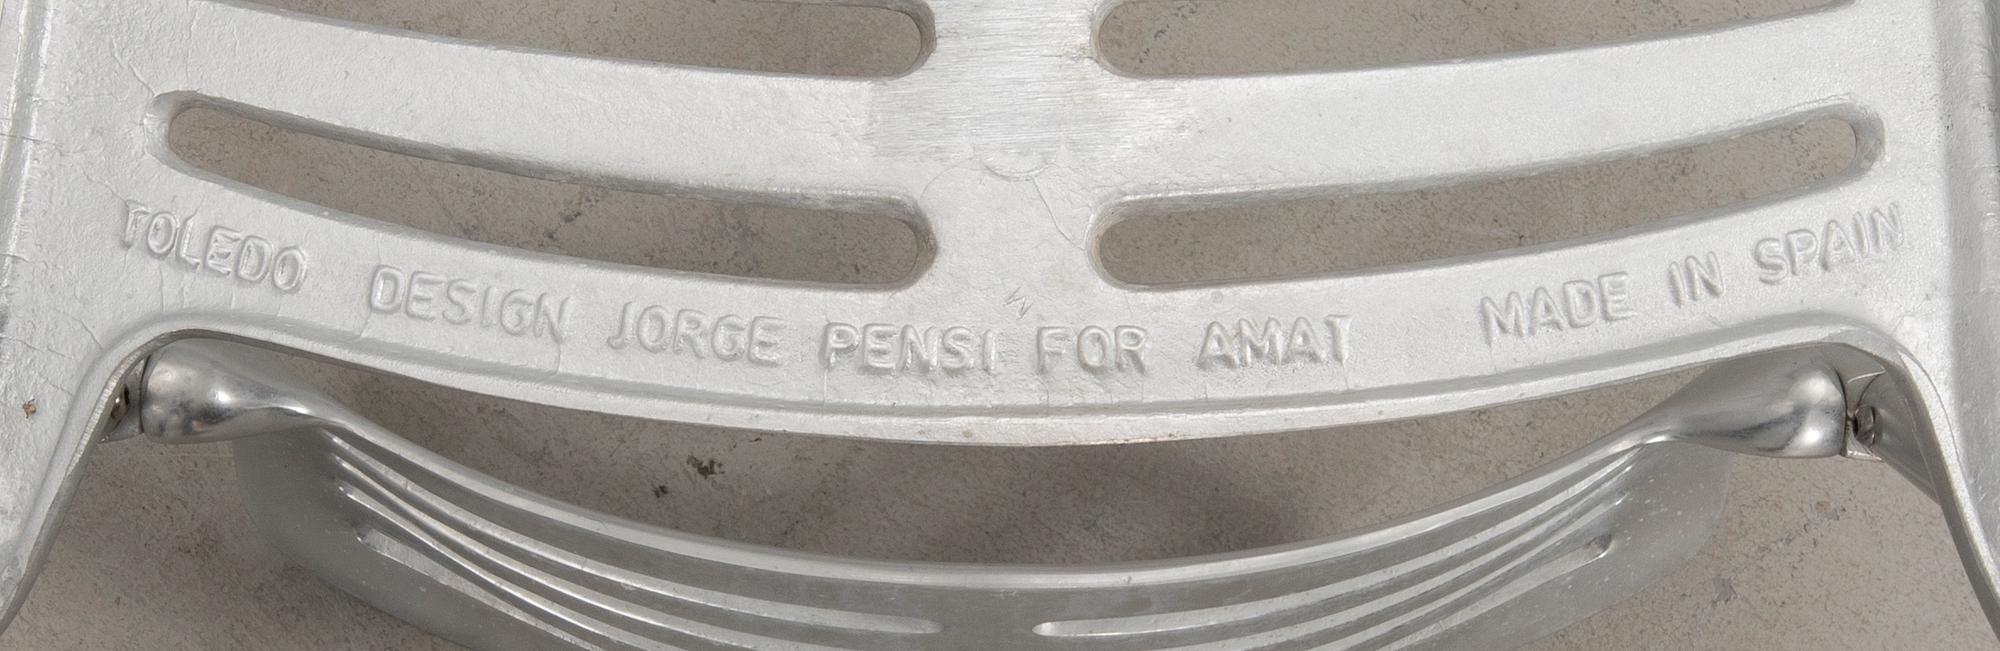 TOLEDO DESIGN JORGE PENSI FOR AMAT MADE IN SPAIN